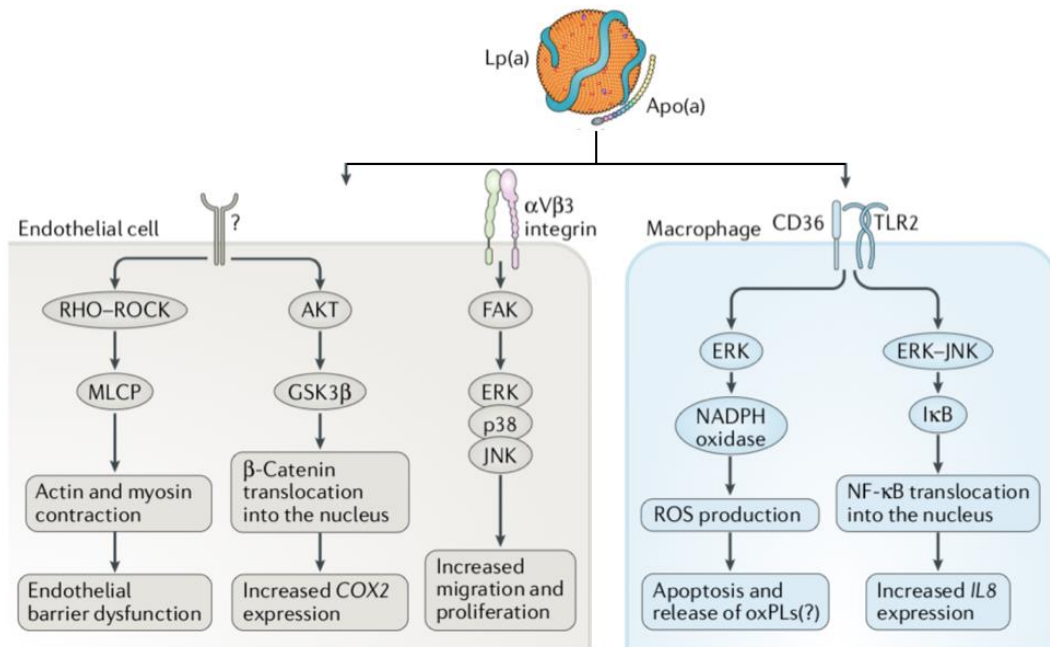 Lp(a)
Apo(a)
Endothelial cell
?
αVβ3
integrin
Macrophage
CD36
TLR2
RHO–ROCK
AKT
FAK
ERK
ERK–JNK
MLCP
GSK3β
ERK
p38
JNK
NADPH
oxidase
IκB
Actin and myosin
contraction
β-Catenin
translocation
into the nucleus
ROS production
NF-κB translocation
into the nucleus
Endothelial
barrier dysfunction
Increased COX2
expression
Increased
migration and
proliferation
Apoptosis and
release of oxPLs(?)
Increased IL8
expression